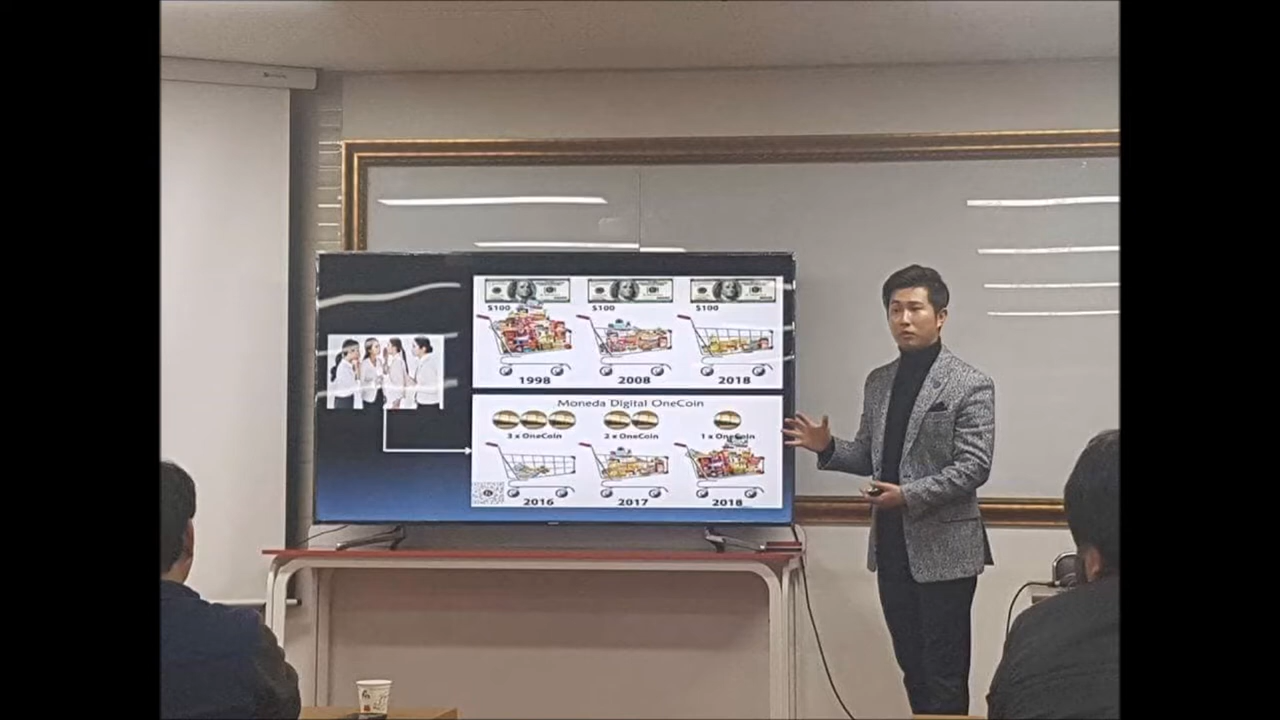 $100
$100
$100
1998
2008
2018
Moneda Digital OneCoin
3 x OneCoin
2 x OneCoin
1 x OneCoin
2016
2017
2018